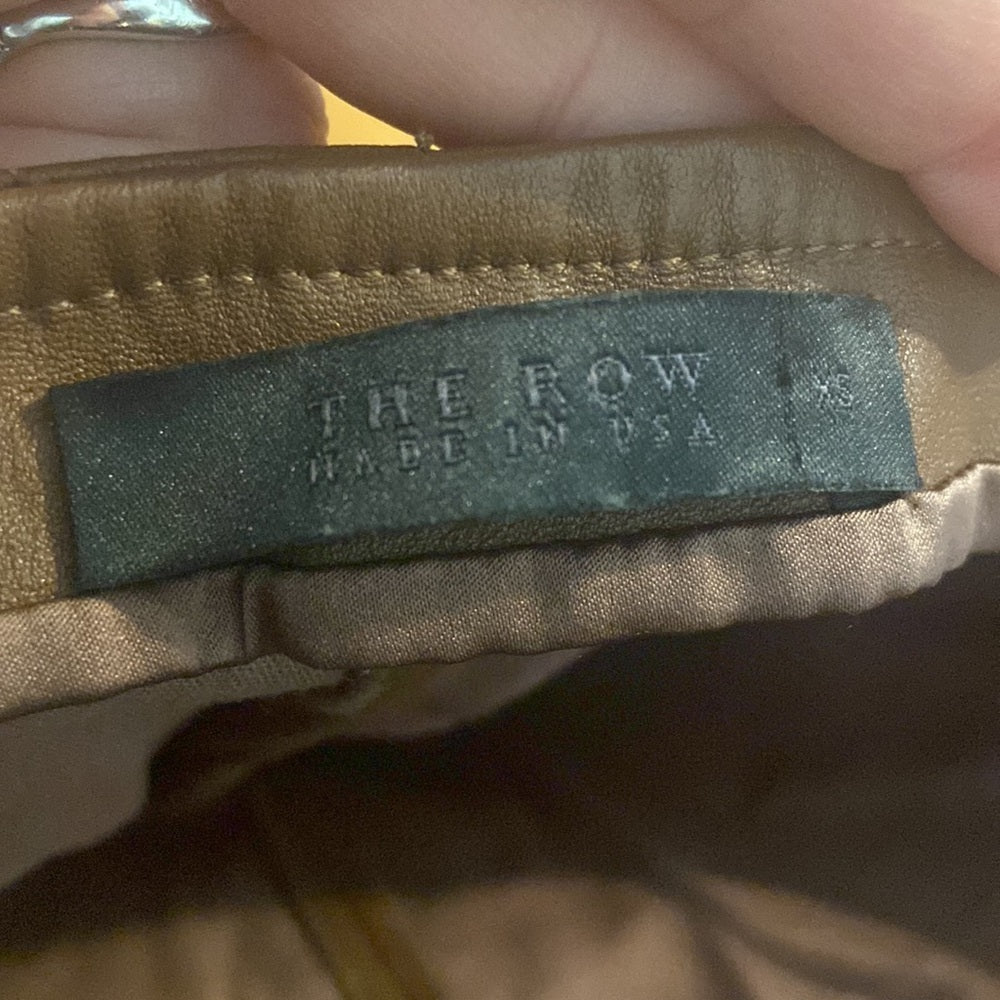 THE ROW
XS
MADE IN USA